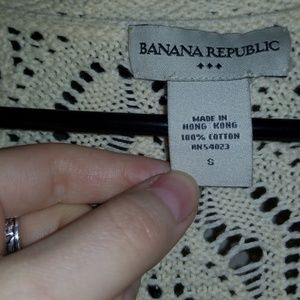 BANANA REPUBLIC
MADE IN
HONG KONG
100% COTTON
RN54023
S